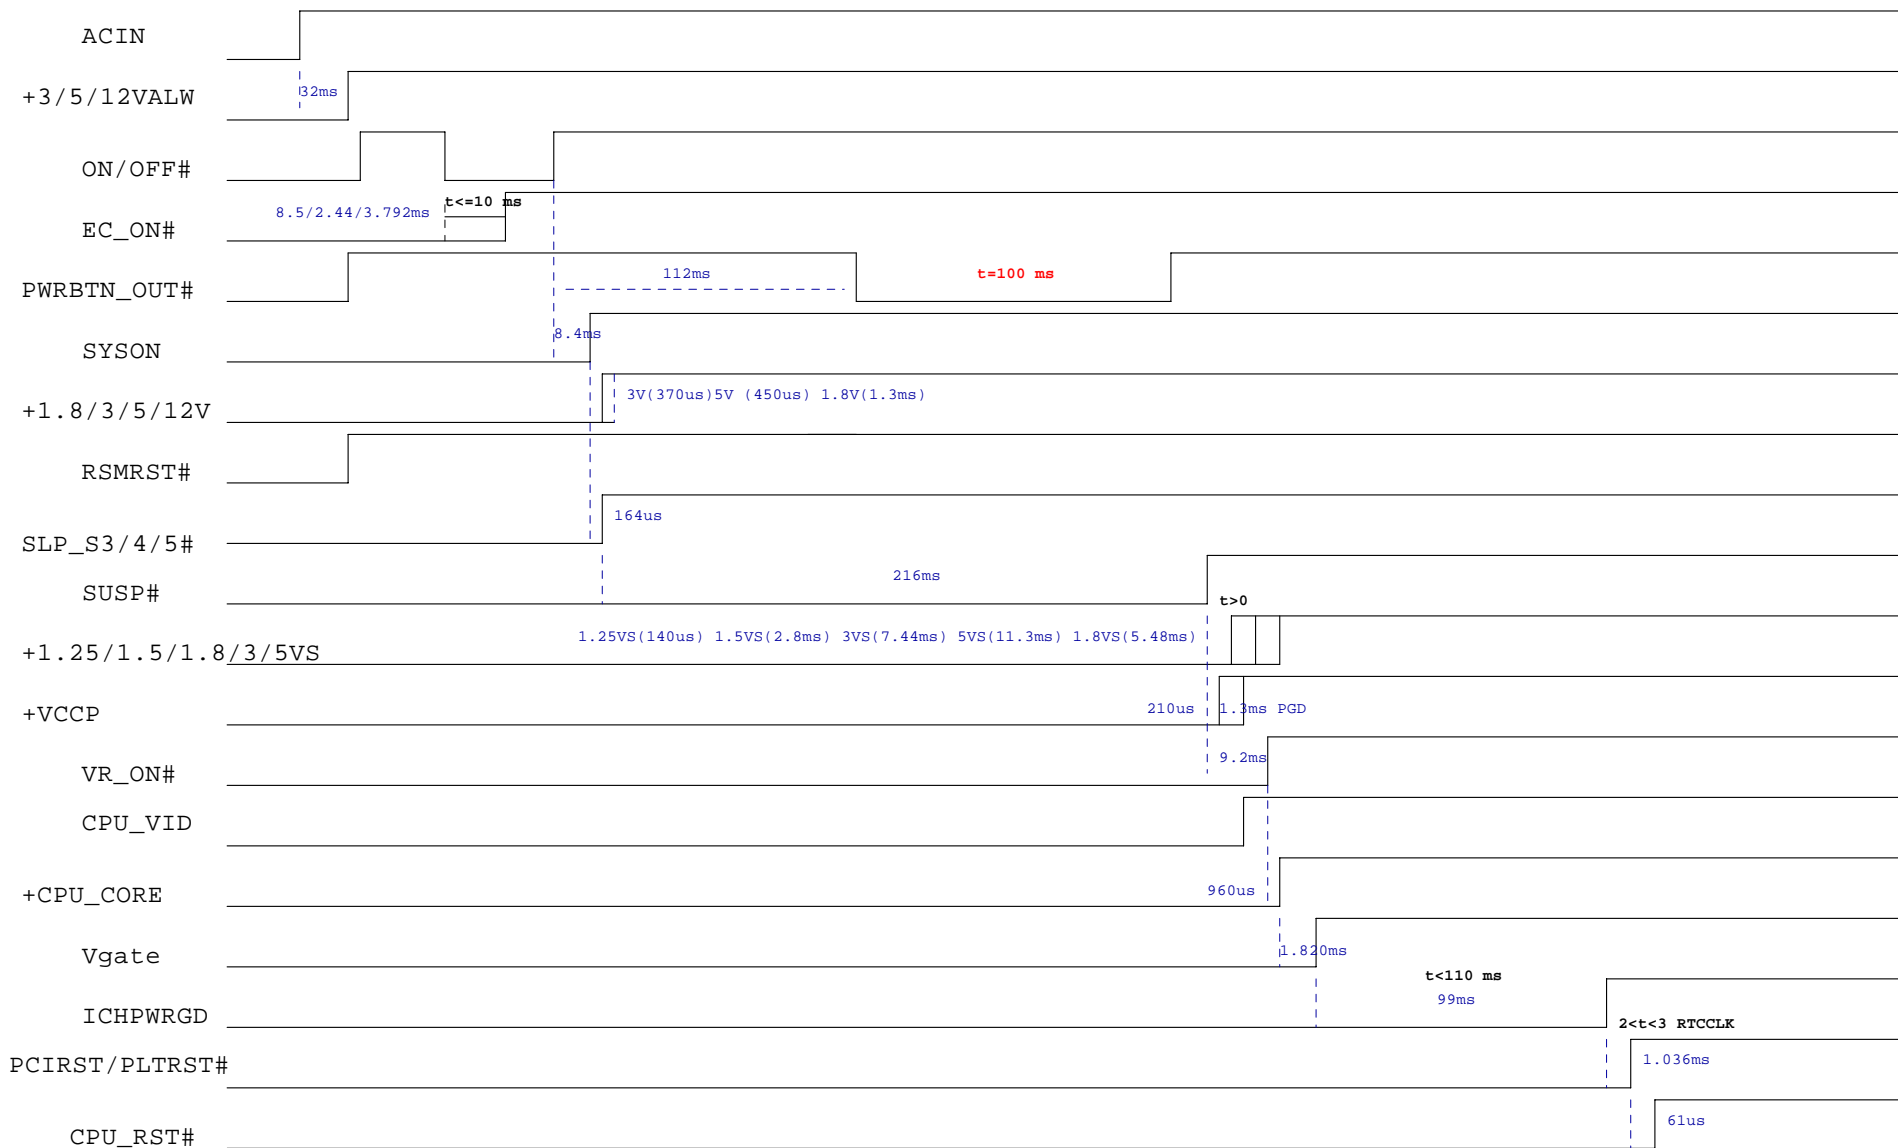 ACIN
32ms
+3/5/12VALW
ON/OFF#
t<=10 ms
8.5/2.44/3.792ms
EC_ON#
112ms
t=100 ms
PWRBTN_OUT#
8.4ms
SYSON
3V(370us)5V (450us) 1.8V(1.3ms)
+1.8/3/5/12V
RSMRST#
164us
SLP_S3/4/5#
216ms
SUSP#
t>0
1.25VS(140us) 1.5VS(2.8ms) 3VS(7.44ms) 5VS(11.3ms) 1.8VS(5.48ms)
+1.25/1.5/1.8/3/5VS
210us 1.3ms PGD
+VCCP
9.2ms
VR_ON#
CPU_VID
960us
+CPU_CORE
1.820ms
Vgate
t<110 ms
99ms
ICHPWRGD
2<t<3 RTCCLK
1.036ms
PCIRST/PLTRST#
61us
CPU_RST#